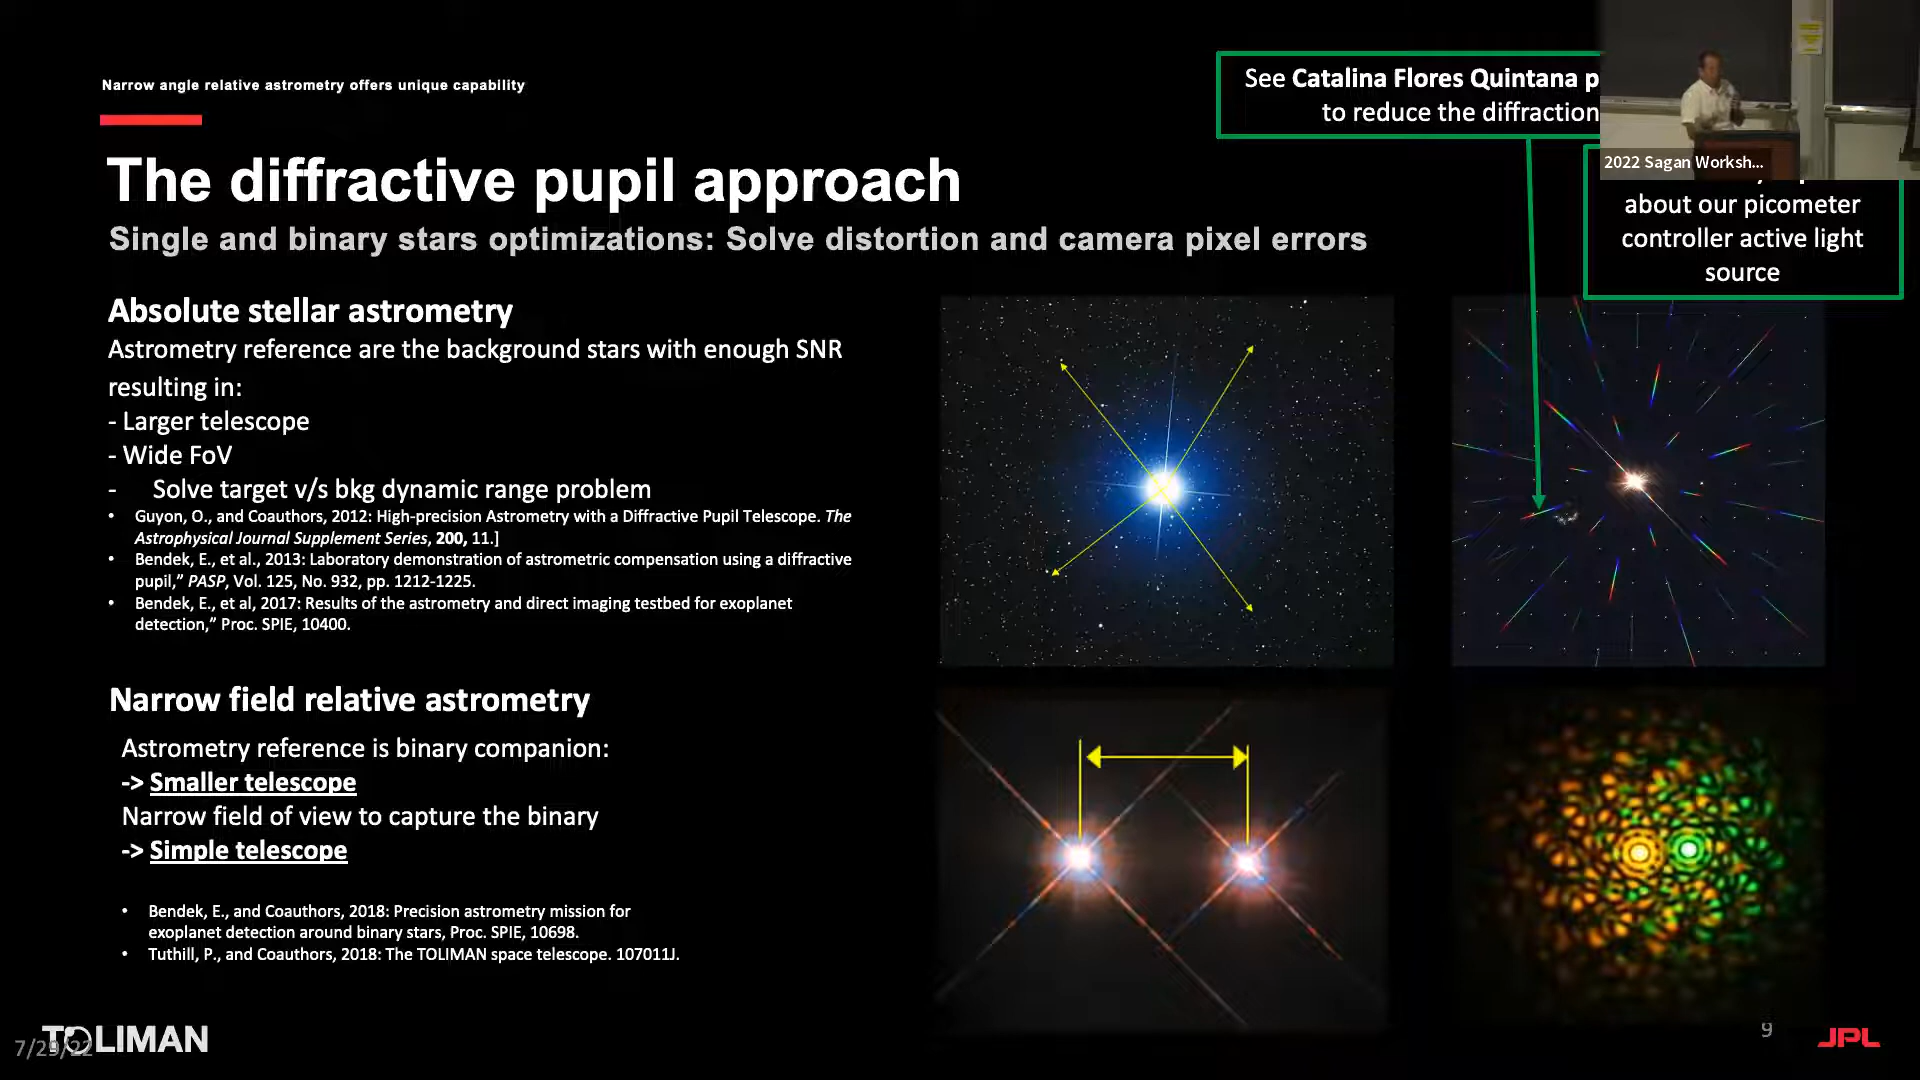 Narrow angle relative astrometry offers unique capability
See Catalina Flores Quintana p
to reduce the diffraction
2022 Sagan Worksh...
about our picometer
controller active light
source
The diffractive pupil approach
Single and binary stars optimizations: Solve distortion and camera pixel errors
Absolute stellar astrometry
Astrometry reference are the background stars with enough SNR
resulting in:
- Larger telescope
- Wide FoV
- Solve target v/s bkg dynamic range problem
• Guyon, O., and Coauthors, 2012: High-precision Astrometry with a Diffractive Pupil Telescope. The
Astrophysical Journal Supplement Series, 200, 11.]
• Bendek, E., et al., 2013: Laboratory demonstration of astrometric compensation using a diffractive
pupil,” PASP, Vol. 125, No. 932, pp. 1212-1225.
• Bendek, E., et al, 2017: Results of the astrometry and direct imaging testbed for exoplanet
detection,” Proc. SPIE, 10400.
Narrow field relative astrometry
Astrometry reference is binary companion:
-> Smaller telescope
Narrow field of view to capture the binary
-> Simple telescope
• Bendek, E., and Coauthors, 2018: Precision astrometry mission for
exoplanet detection around binary stars, Proc. SPIE, 10698.
• Tuthill, P., and Coauthors, 2018: The TOLIMAN space telescope. 107011J.
TOLIMAN
7/29/22
9
JPL